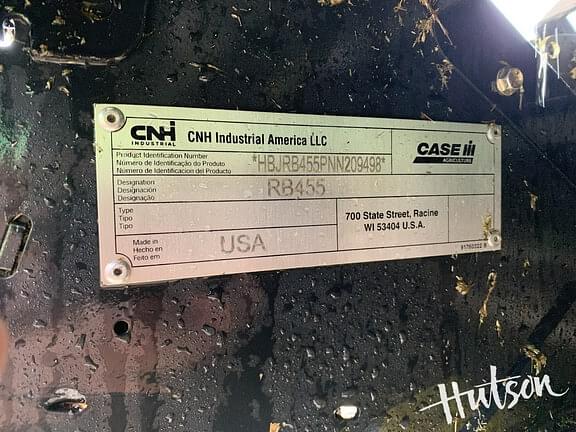 CNH
INDUSTRIAL
CNH Industrial America LLC
Product Identification Number
Número de Identificação do Produto
Número de Identificacion del Producto
*HBJRB455PNN209498*
CASE IH
AGRICULTURE
Designation
Designación
Designação
RB455
Type
Tipo
Tipo
700 State Street, Racine
WI 53404 U.S.A.
Made in
Hecho en
Feito em
USA
Hutson